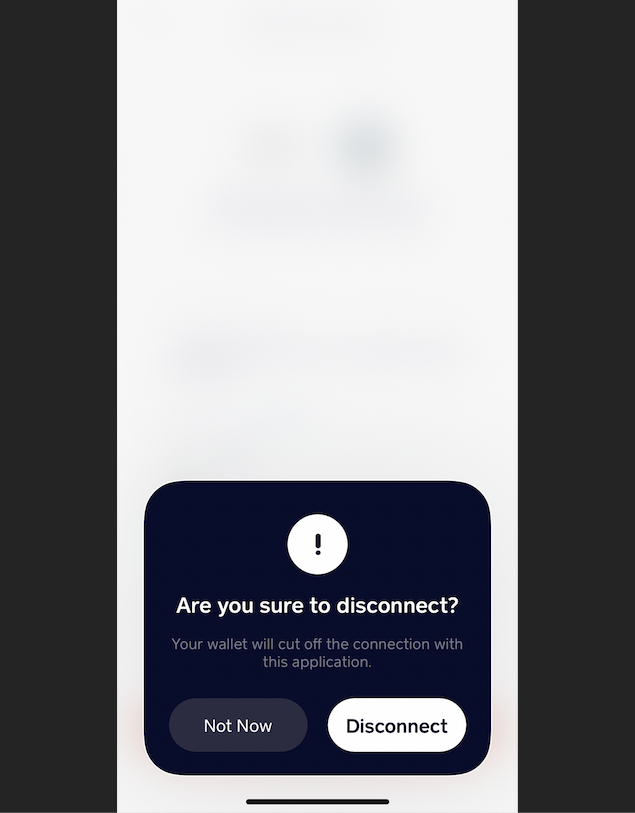 !
Are you sure to disconnect?
Your wallet will cut off the connection with
this application.
Not Now
Disconnect